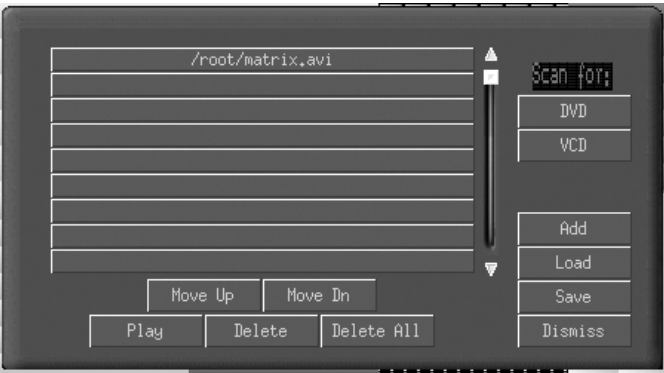 /root/matrix.avi
Scan for:
DVD
VCD
Add
Load
Save
Dismiss
Move Up Move Dn
Play Delete Delete All